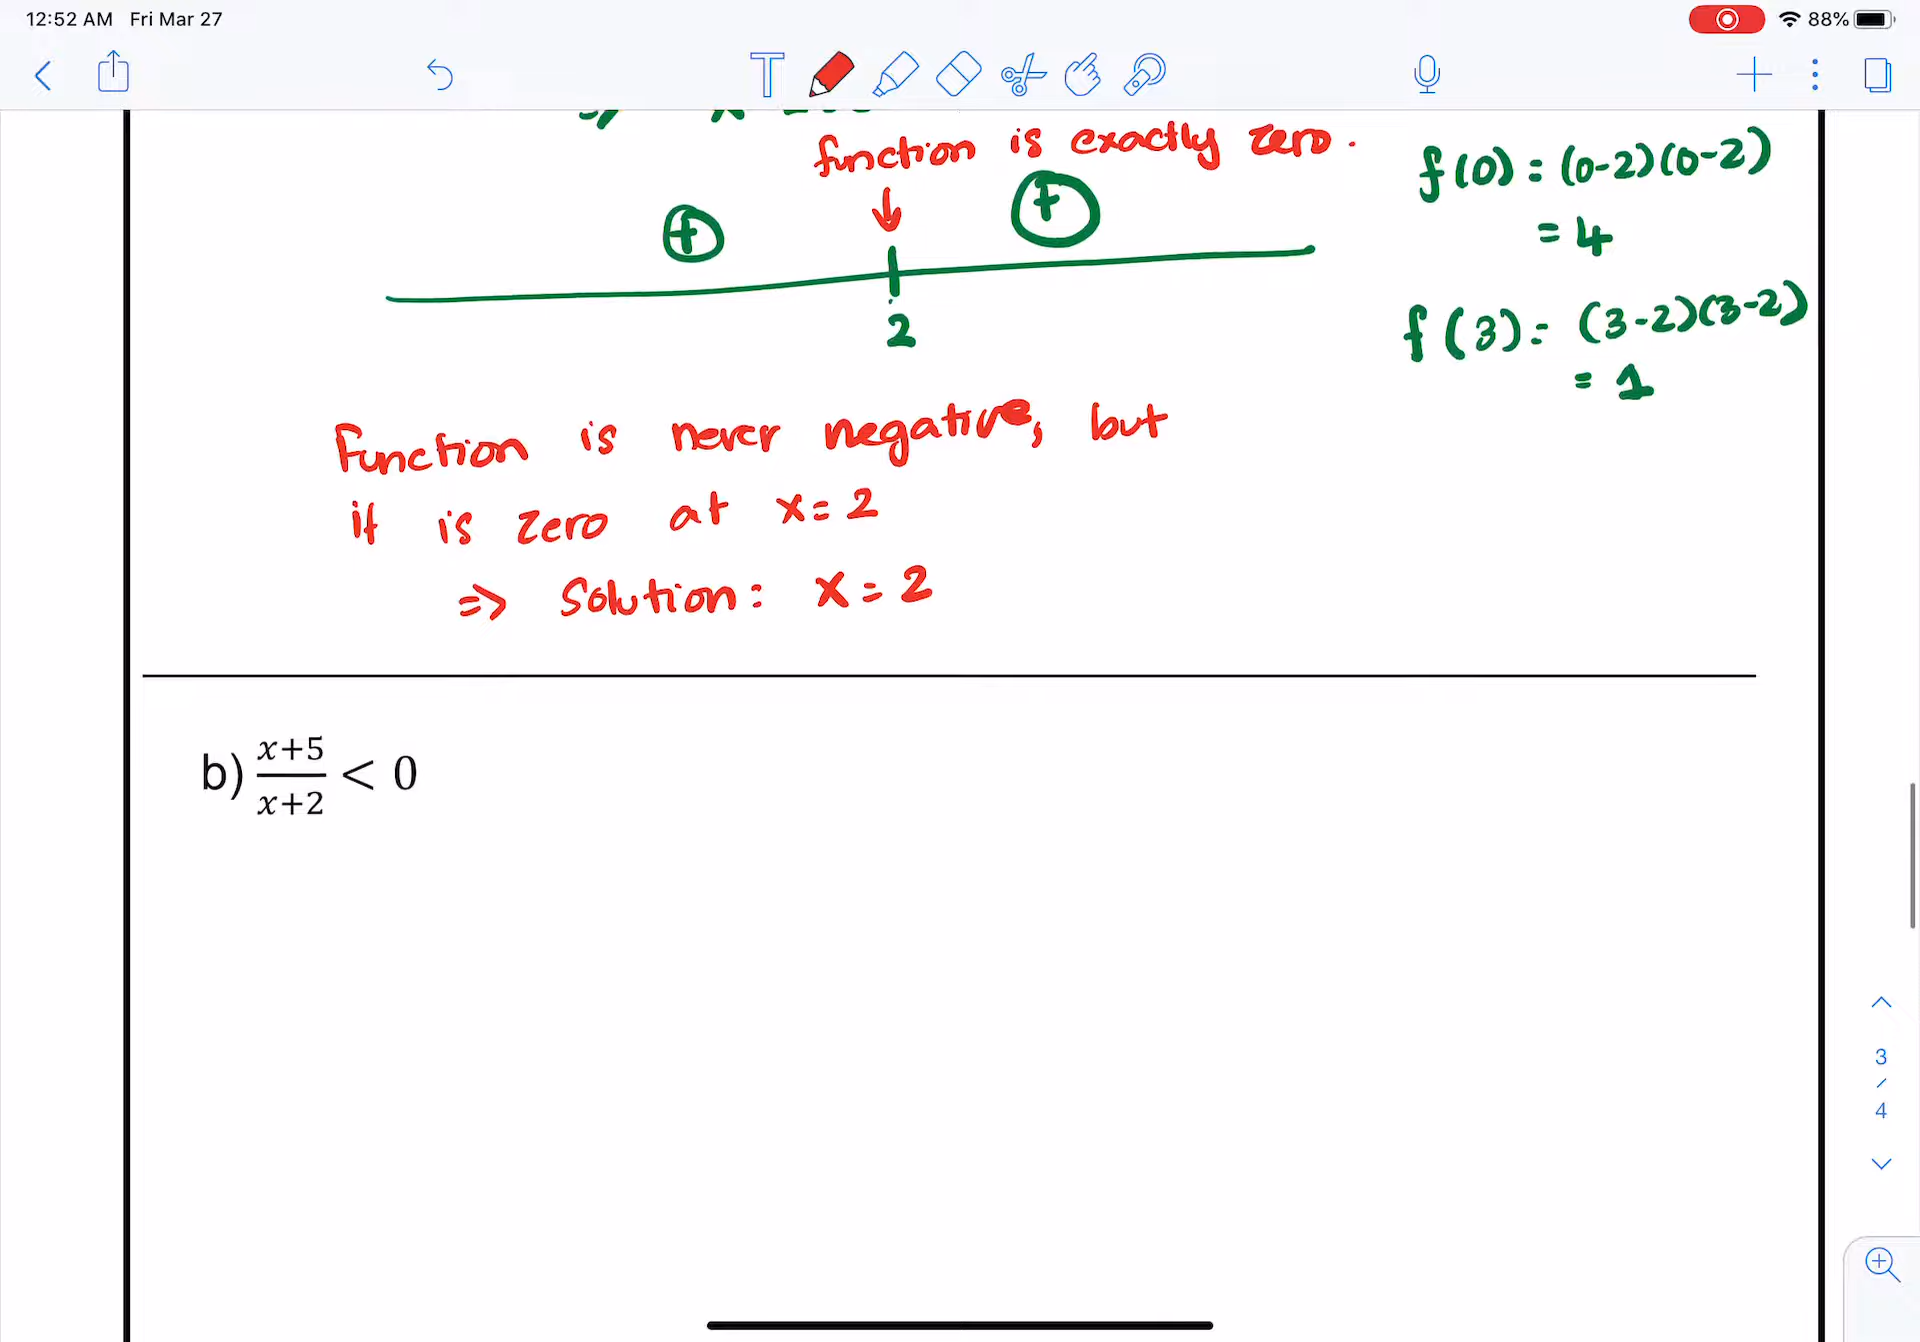 12:52 AM Fri Mar 27
88%
function is exactly zero.
f(0) = (0-2)(0-2)
= 4
+ +
2
f(3) = (3-2)(3-2)
= 1
Function is never negative, but
it is zero at x = 2
=> Solution: x = 2
b) \frac{x+5}{x+2} < 0
3
/
4